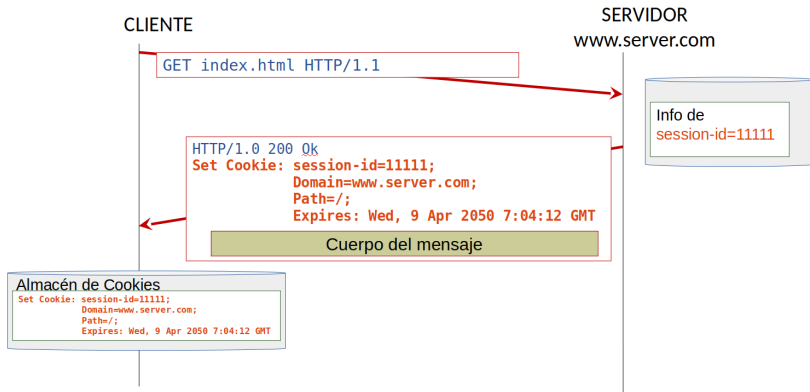 CLIENTE
SERVIDOR
www.server.com
GET index.html HTTP/1.1
Info de
session-id=11111
HTTP/1.0 200 Ok
Set Cookie: session-id=11111;
Domain=www.server.com;
Path=/;
Expires: Wed, 9 Apr 2050 7:04:12 GMT
Cuerpo del mensaje
Almacén de Cookies
Set Cookie: session-id=11111;
Domain=www.server.com;
Path=/;
Expires: Wed, 9 Apr 2050 7:04:12 GMT